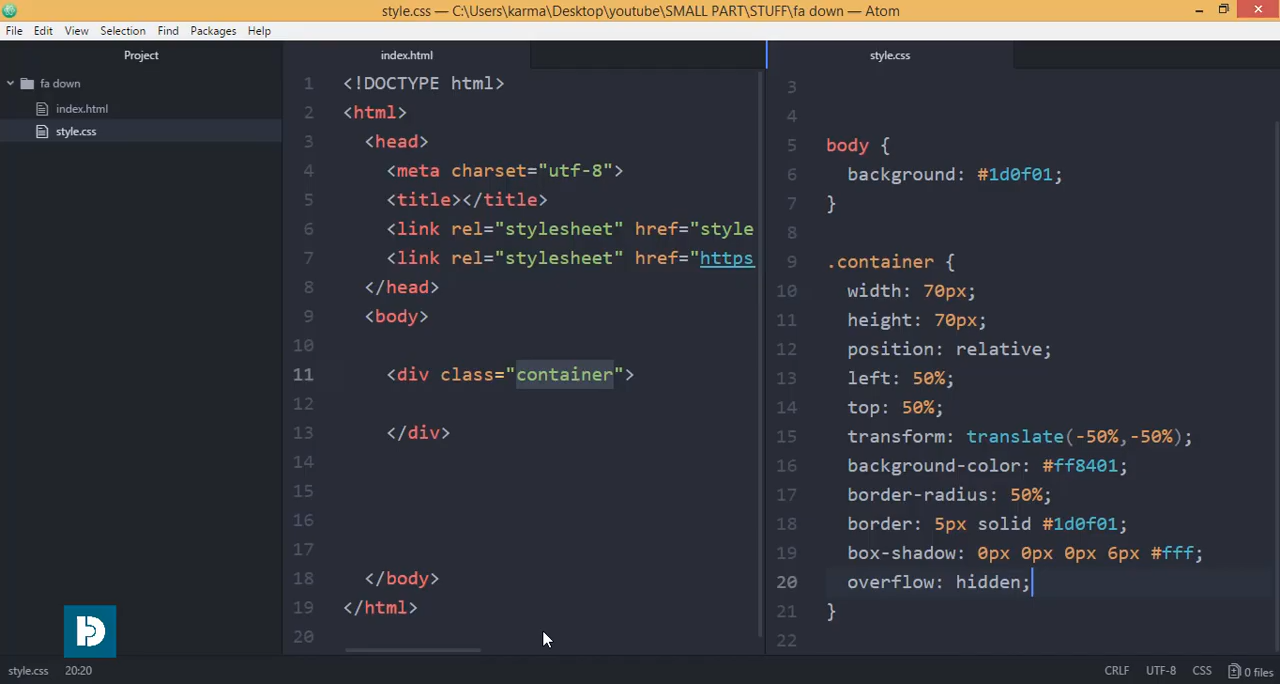 style.css — C:\Users\karma\Desktop\youtube\SMALL PART\STUFF\fa down — Atom
File Edit View Selection Find Packages Help
Project
fa down
index.html
style.css
index.html
1 <!DOCTYPE html>
2 <html>
3 <head>
4 <meta charset="utf-8">
5 <title></title>
6 <link rel="stylesheet" href="style
7 <link rel="stylesheet" href="https
8 </head>
9 <body>
10
11 <div class="container">
12
13 </div>
14
15
16
17
18 </body>
19 </html>
20
style.css
3
4
5 body {
6 background: #1d0f01;
7 }
8
9 .container {
10 width: 70px;
11 height: 70px;
12 position: relative;
13 left: 50%;
14 top: 50%;
15 transform: translate(-50%,-50%);
16 background-color: #ff8401;
17 border-radius: 50%;
18 border: 5px solid #1d0f01;
19 box-shadow: 0px 0px 0px 6px #fff;
20 overflow: hidden;
21 }
22
style.css 20:20 CRLF UTF-8 CSS 0 files